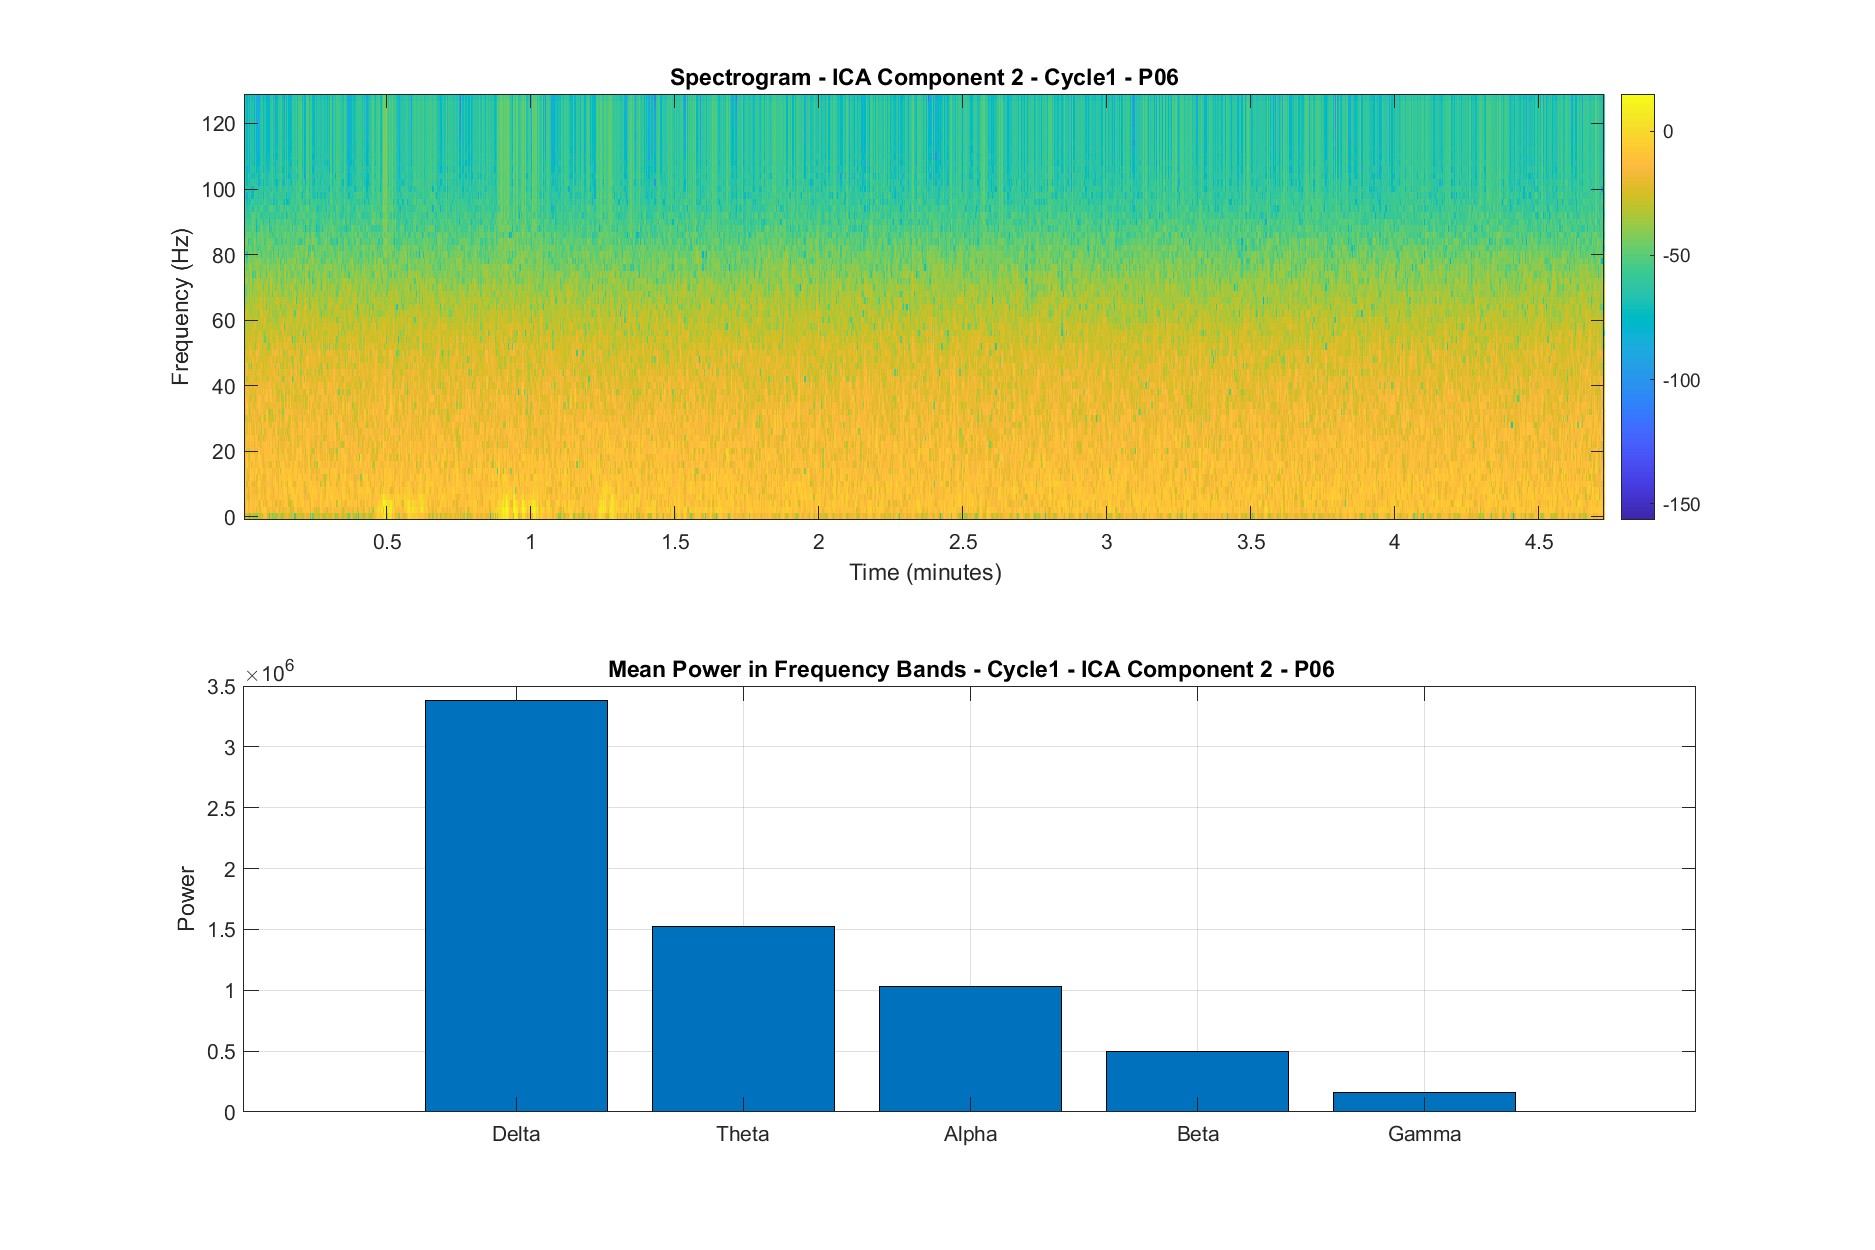 Spectrogram - ICA Component 2 - Cycle1 - P06
120
100
80
60
40
20
0
Frequency (Hz)
0.5 1 1.5 2 2.5 3 3.5 4 4.5
Time (minutes)
0
-50
-100
-150
Mean Power in Frequency Bands - Cycle1 - ICA Component 2 - P06
×10^6
3.5
3
2.5
2
1.5
1
0.5
0
Power
Delta Theta Alpha Beta Gamma